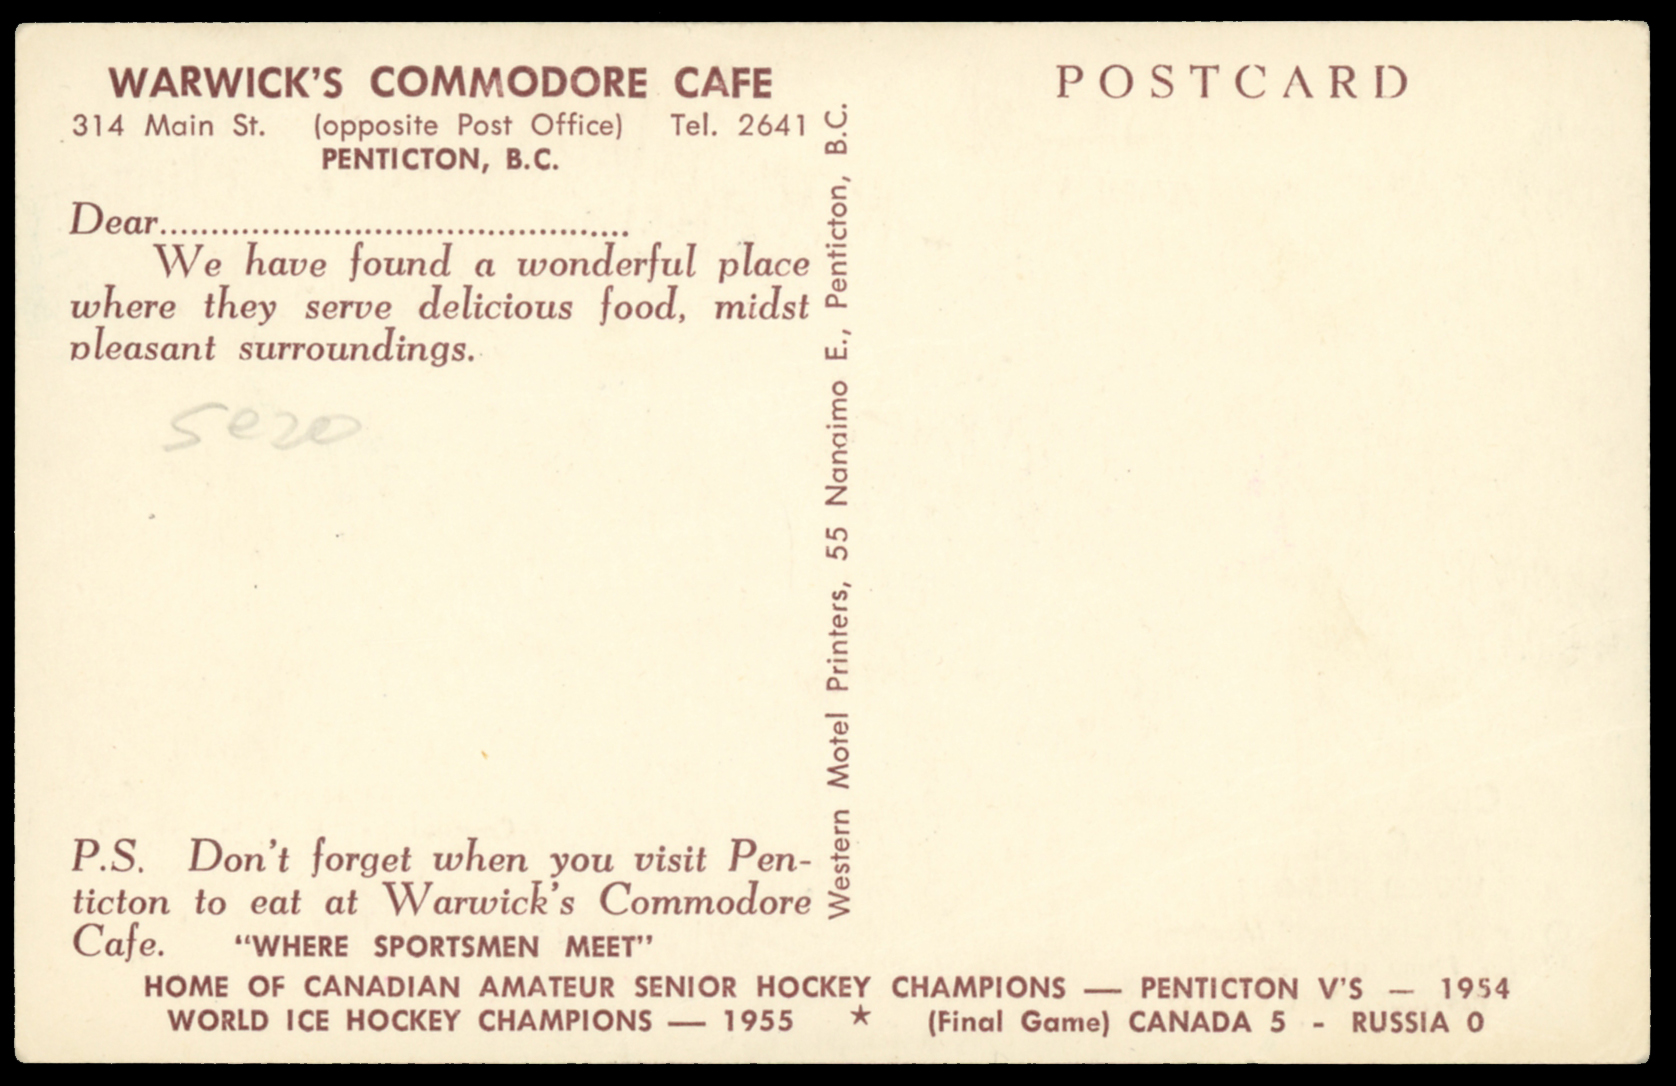 WARWICK'S COMMODORE CAFE
314 Main St. (opposite Post Office) Tel. 2641
PENTICTON, B.C.
Dear..............................................
We have found a wonderful place
where they serve delicious food, midst
pleasant surroundings.
P.S. Don't forget when you visit Pen-
ticton to eat at Warwick's Commodore
Cafe. "WHERE SPORTSMEN MEET"
HOME OF CANADIAN AMATEUR SENIOR HOCKEY CHAMPIONS — PENTICTON V'S — 1954
WORLD ICE HOCKEY CHAMPIONS — 1955 ★ (Final Game) CANADA 5 - RUSSIA 0
Western Motel Printers, 55 Nanaimo E., Penticton, B.C.
POSTCARD